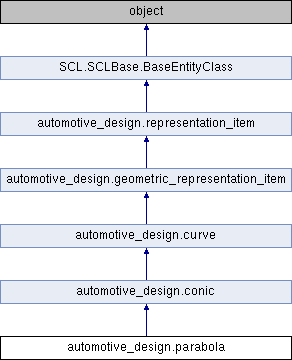 object
SCL.SCLBase.BaseEntityClass
automotive_design.representation_item
automotive_design.geometric_representation_item
automotive_design.curve
automotive_design.conic
automotive_design.parabola